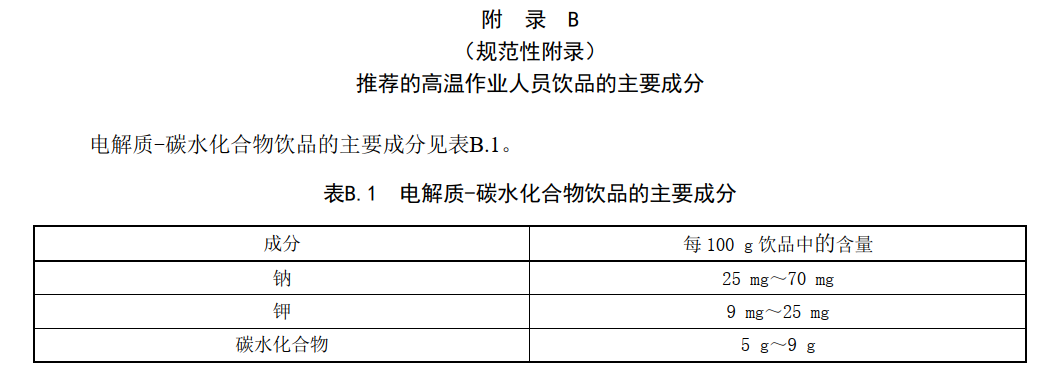 附 录 B
（规范性附录）
推荐的高温作业人员饮品的主要成分
电解质-碳水化合物饮品的主要成分见表B.1。
表B.1 电解质-碳水化合物饮品的主要成分
成分 每100 g 饮品中的含量
钠 25 mg～70 mg
钾 9 mg～25 mg
碳水化合物 5 g～9 g